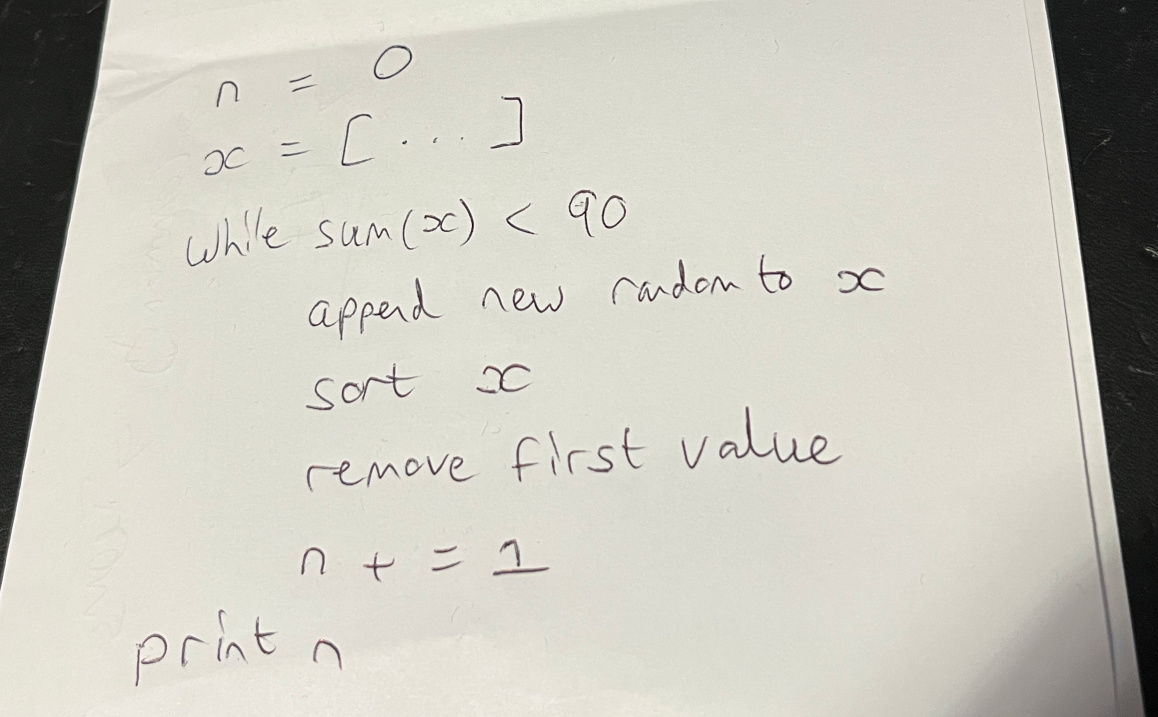 n = 0
x = [...]
while sum(x) < 90
append new random to x
sort x
remove first value
n += 1
print n